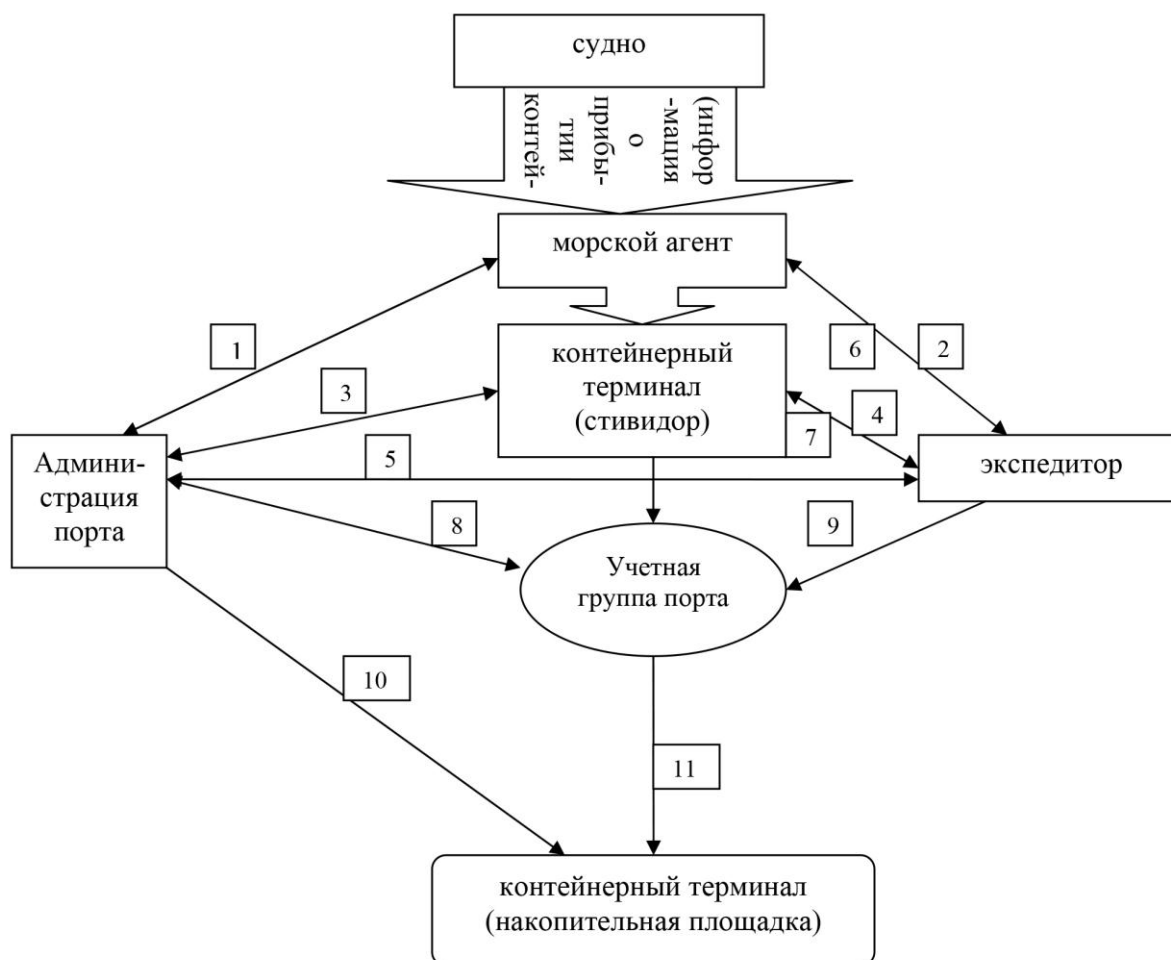 судно
(инфор
-мация
о
прибы-
тии
контей-
морской агент
1
6
2
контейнерный
терминал
(стивидор)
3
4
7
5
Админи-
страция
порта
экспедитор
8
9
Учетная
группа порта
10
11
контейнерный терминал
(накопительная площадка)